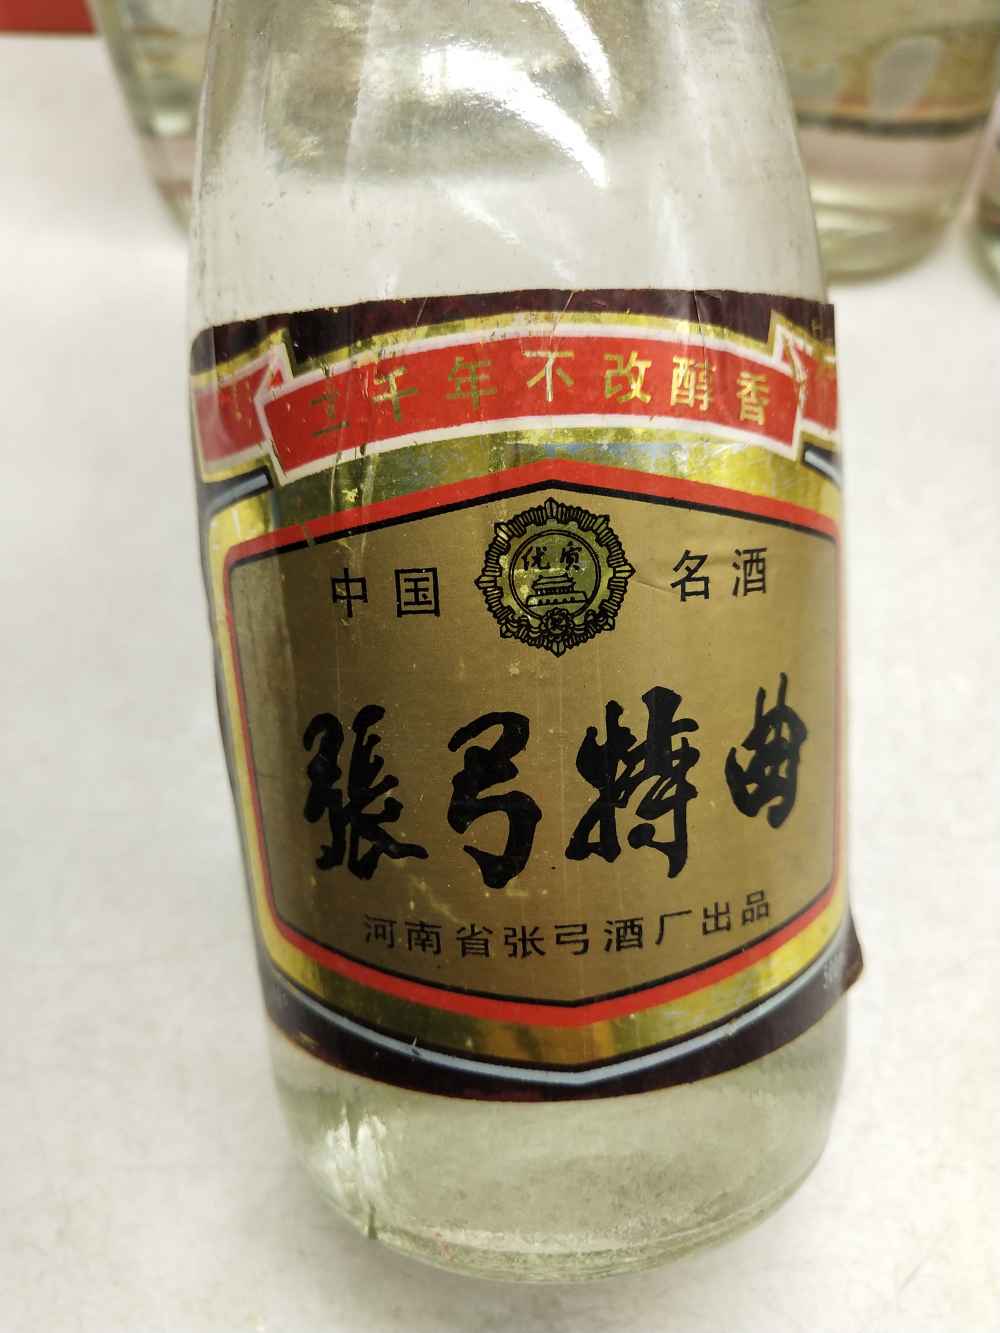 三千年不改醇香
优质
中国 名酒
張弓特曲
河南省张弓酒厂出品